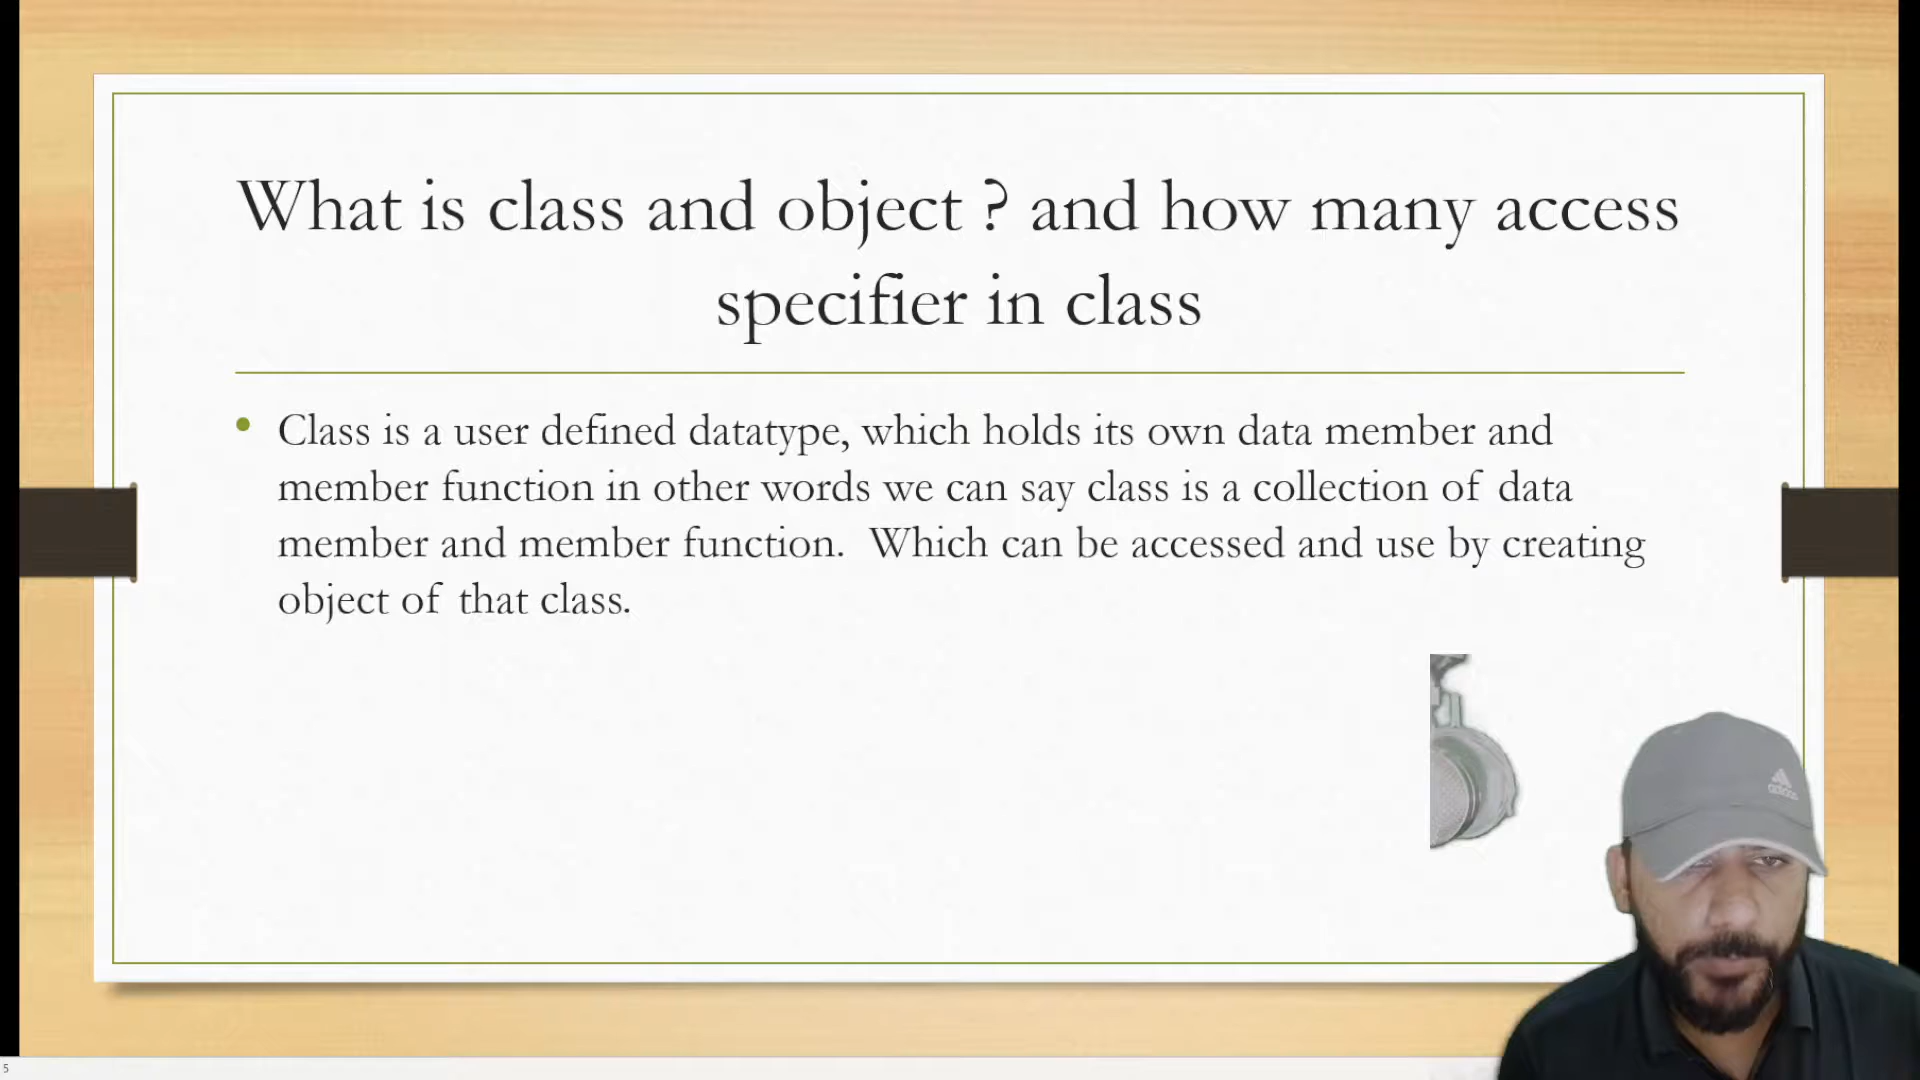 What is class and object ? and how many access
specifier in class
Class is a user defined datatype, which holds its own data member and
member function in other words we can say class is a collection of data
member and member function.  Which can be accessed and use by creating
object of that class.
adidas
5